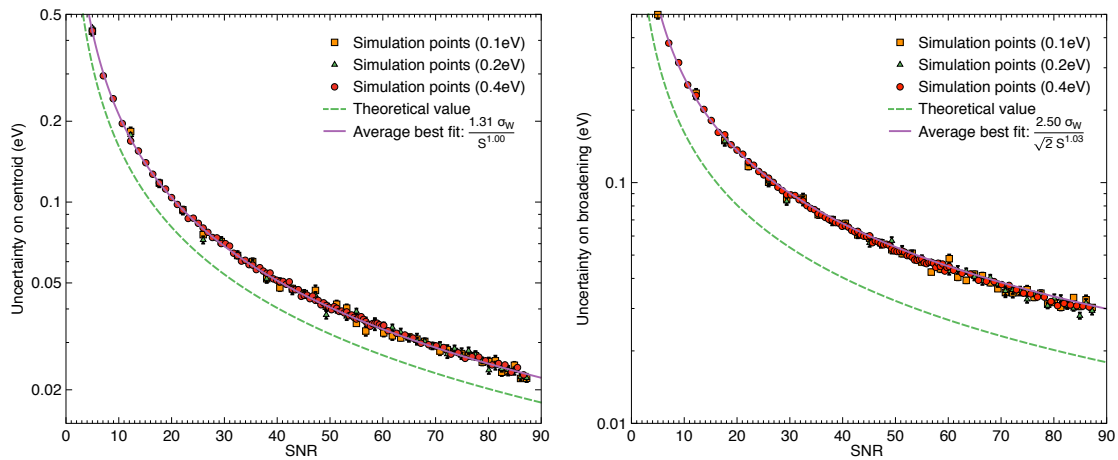 0.5
0.2
0.1
0.05
0.02
Uncertainty on centroid (eV)
Simulation points (0.1eV)
Simulation points (0.2eV)
Simulation points (0.4eV)
Theoretical value
Average best fit: 1.31 σ_W / S^1.00
0 10 20 30 40 50 60 70 80 90
SNR
0.1
0.01
Uncertainty on broadening (eV)
Simulation points (0.1eV)
Simulation points (0.2eV)
Simulation points (0.4eV)
Theoretical value
Average best fit: 2.50 σ_W / √2 S^1.03
0 10 20 30 40 50 60 70 80 90
SNR